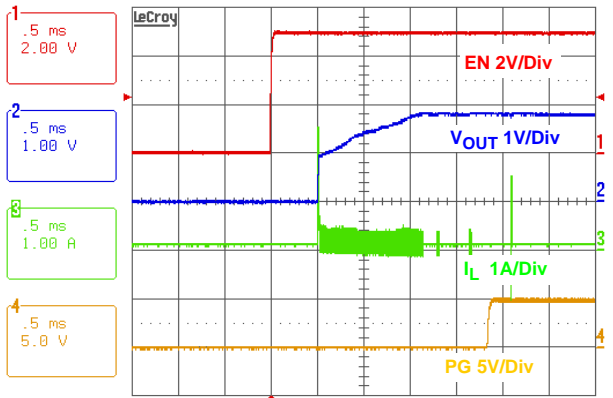 1
.5 ms
2.00 V
LeCroy
EN 2V/Div
2
.5 ms
1.00 V
VOUT 1V/Div
1
2
3
.5 ms
1.00 A
3
IL 1A/Div
4
.5 ms
5.0 V
4
PG 5V/Div